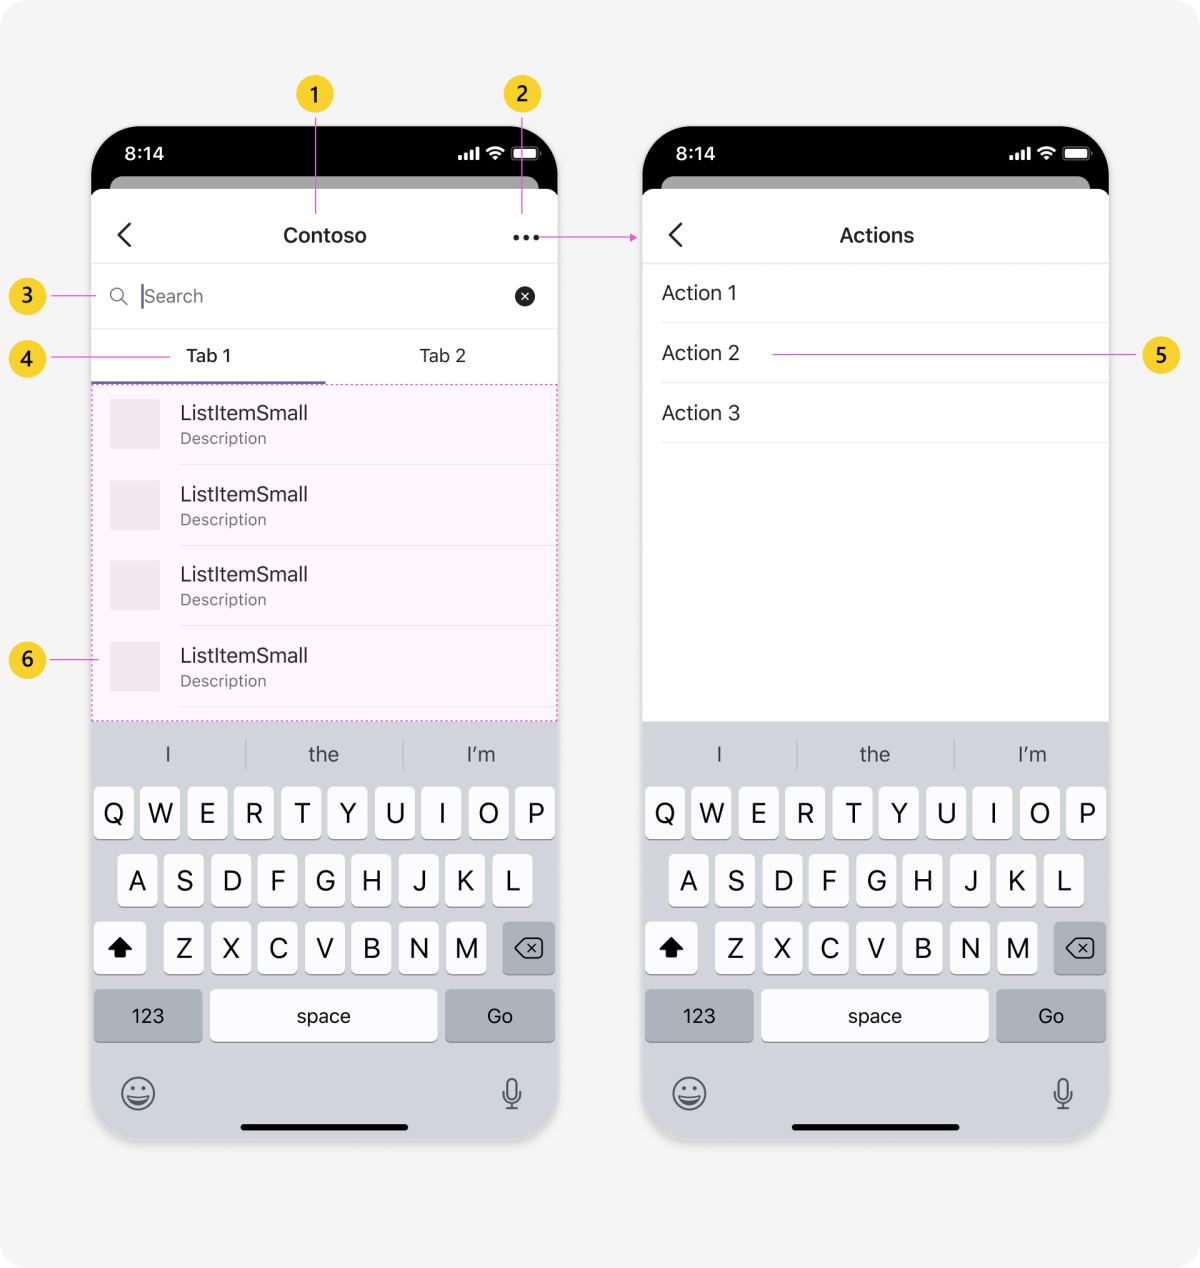 1
2
8:14
Contoso
3
Search
4
Tab 1
Tab 2
ListItemSmall
Description
ListItemSmall
Description
ListItemSmall
Description
6
ListItemSmall
Description
I the I’m
Q W E R T Y U I O P
A S D F G H J K L
Z X C V B N M
123 space Go
8:14
Actions
Action 1
Action 2
5
Action 3
I the I’m
Q W E R T Y U I O P
A S D F G H J K L
Z X C V B N M
123 space Go